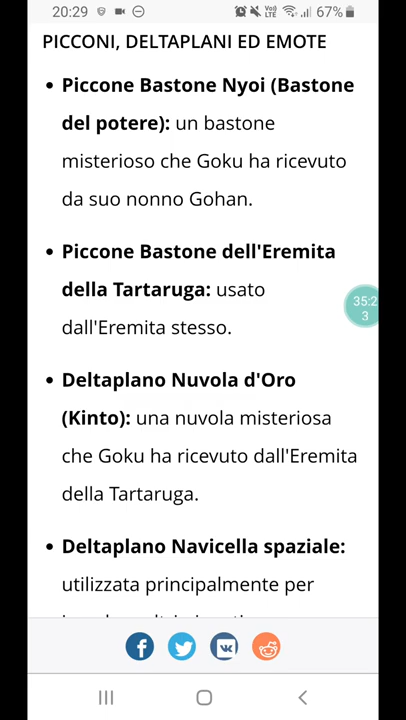 20:29
Vo))
LTE
67%
PICCONI, DELTAPLANI ED EMOTE
• Piccone Bastone Nyoi (Bastone
del potere): un bastone
misterioso che Goku ha ricevuto
da suo nonno Gohan.
• Piccone Bastone dell'Eremita
della Tartaruga: usato
dall'Eremita stesso.
35:2
3
• Deltaplano Nuvola d'Oro
(Kinto): una nuvola misteriosa
che Goku ha ricevuto dall'Eremita
della Tartaruga.
• Deltaplano Navicella spaziale:
utilizzata principalmente per